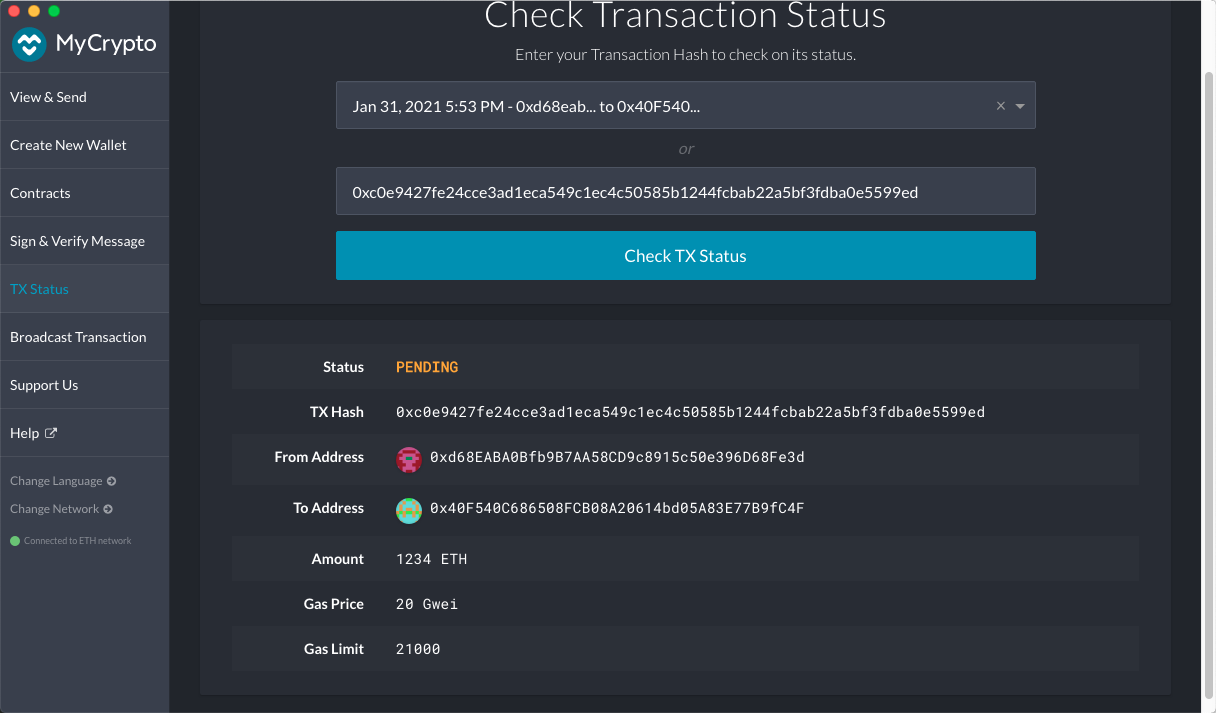 MyCrypto
View & Send
Create New Wallet
Contracts
Sign & Verify Message
TX Status
Broadcast Transaction
Support Us
Help
Change Language
Change Network
Connected to ETH network
Check Transaction Status
Enter your Transaction Hash to check on its status.
Jan 31, 2021 5:53 PM - 0xd68eab... to 0x40F540...
or
0xc0e9427fe24cce3ad1eca549c1ec4c50585b1244fcbab22a5bf3fdba0e5599ed
Check TX Status
Status PENDING
TX Hash 0xc0e9427fe24cce3ad1eca549c1ec4c50585b1244fcbab22a5bf3fdba0e5599ed
From Address 0xd68EABA0Bfb9B7AA58CD9c8915c50e396D68Fe3d
To Address 0x40F540C686508FCB08A20614bd05A83E77B9fC4F
Amount 1234 ETH
Gas Price 20 Gwei
Gas Limit 21000